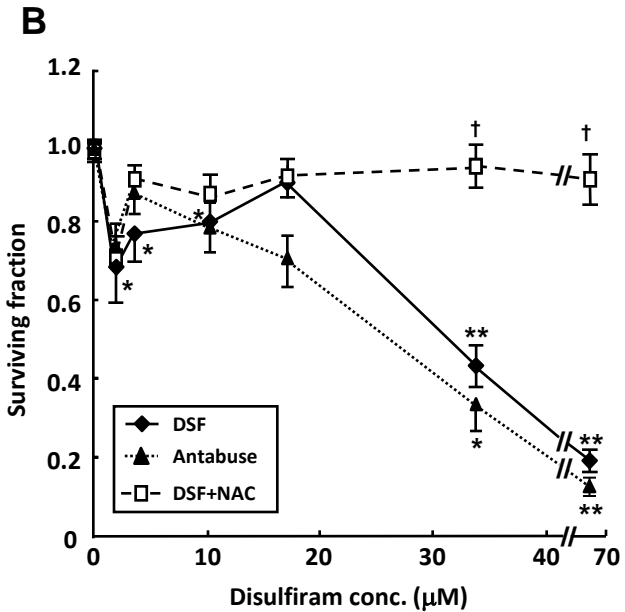 B
1.2
1.0
0.8
0.6
0.4
0.2
0
Surviving fraction
†
†
*
*
*
**
*
**
**
DSF
Antabuse
DSF+NAC
0 10 20 30 40 70
Disulfiram conc. (μM)